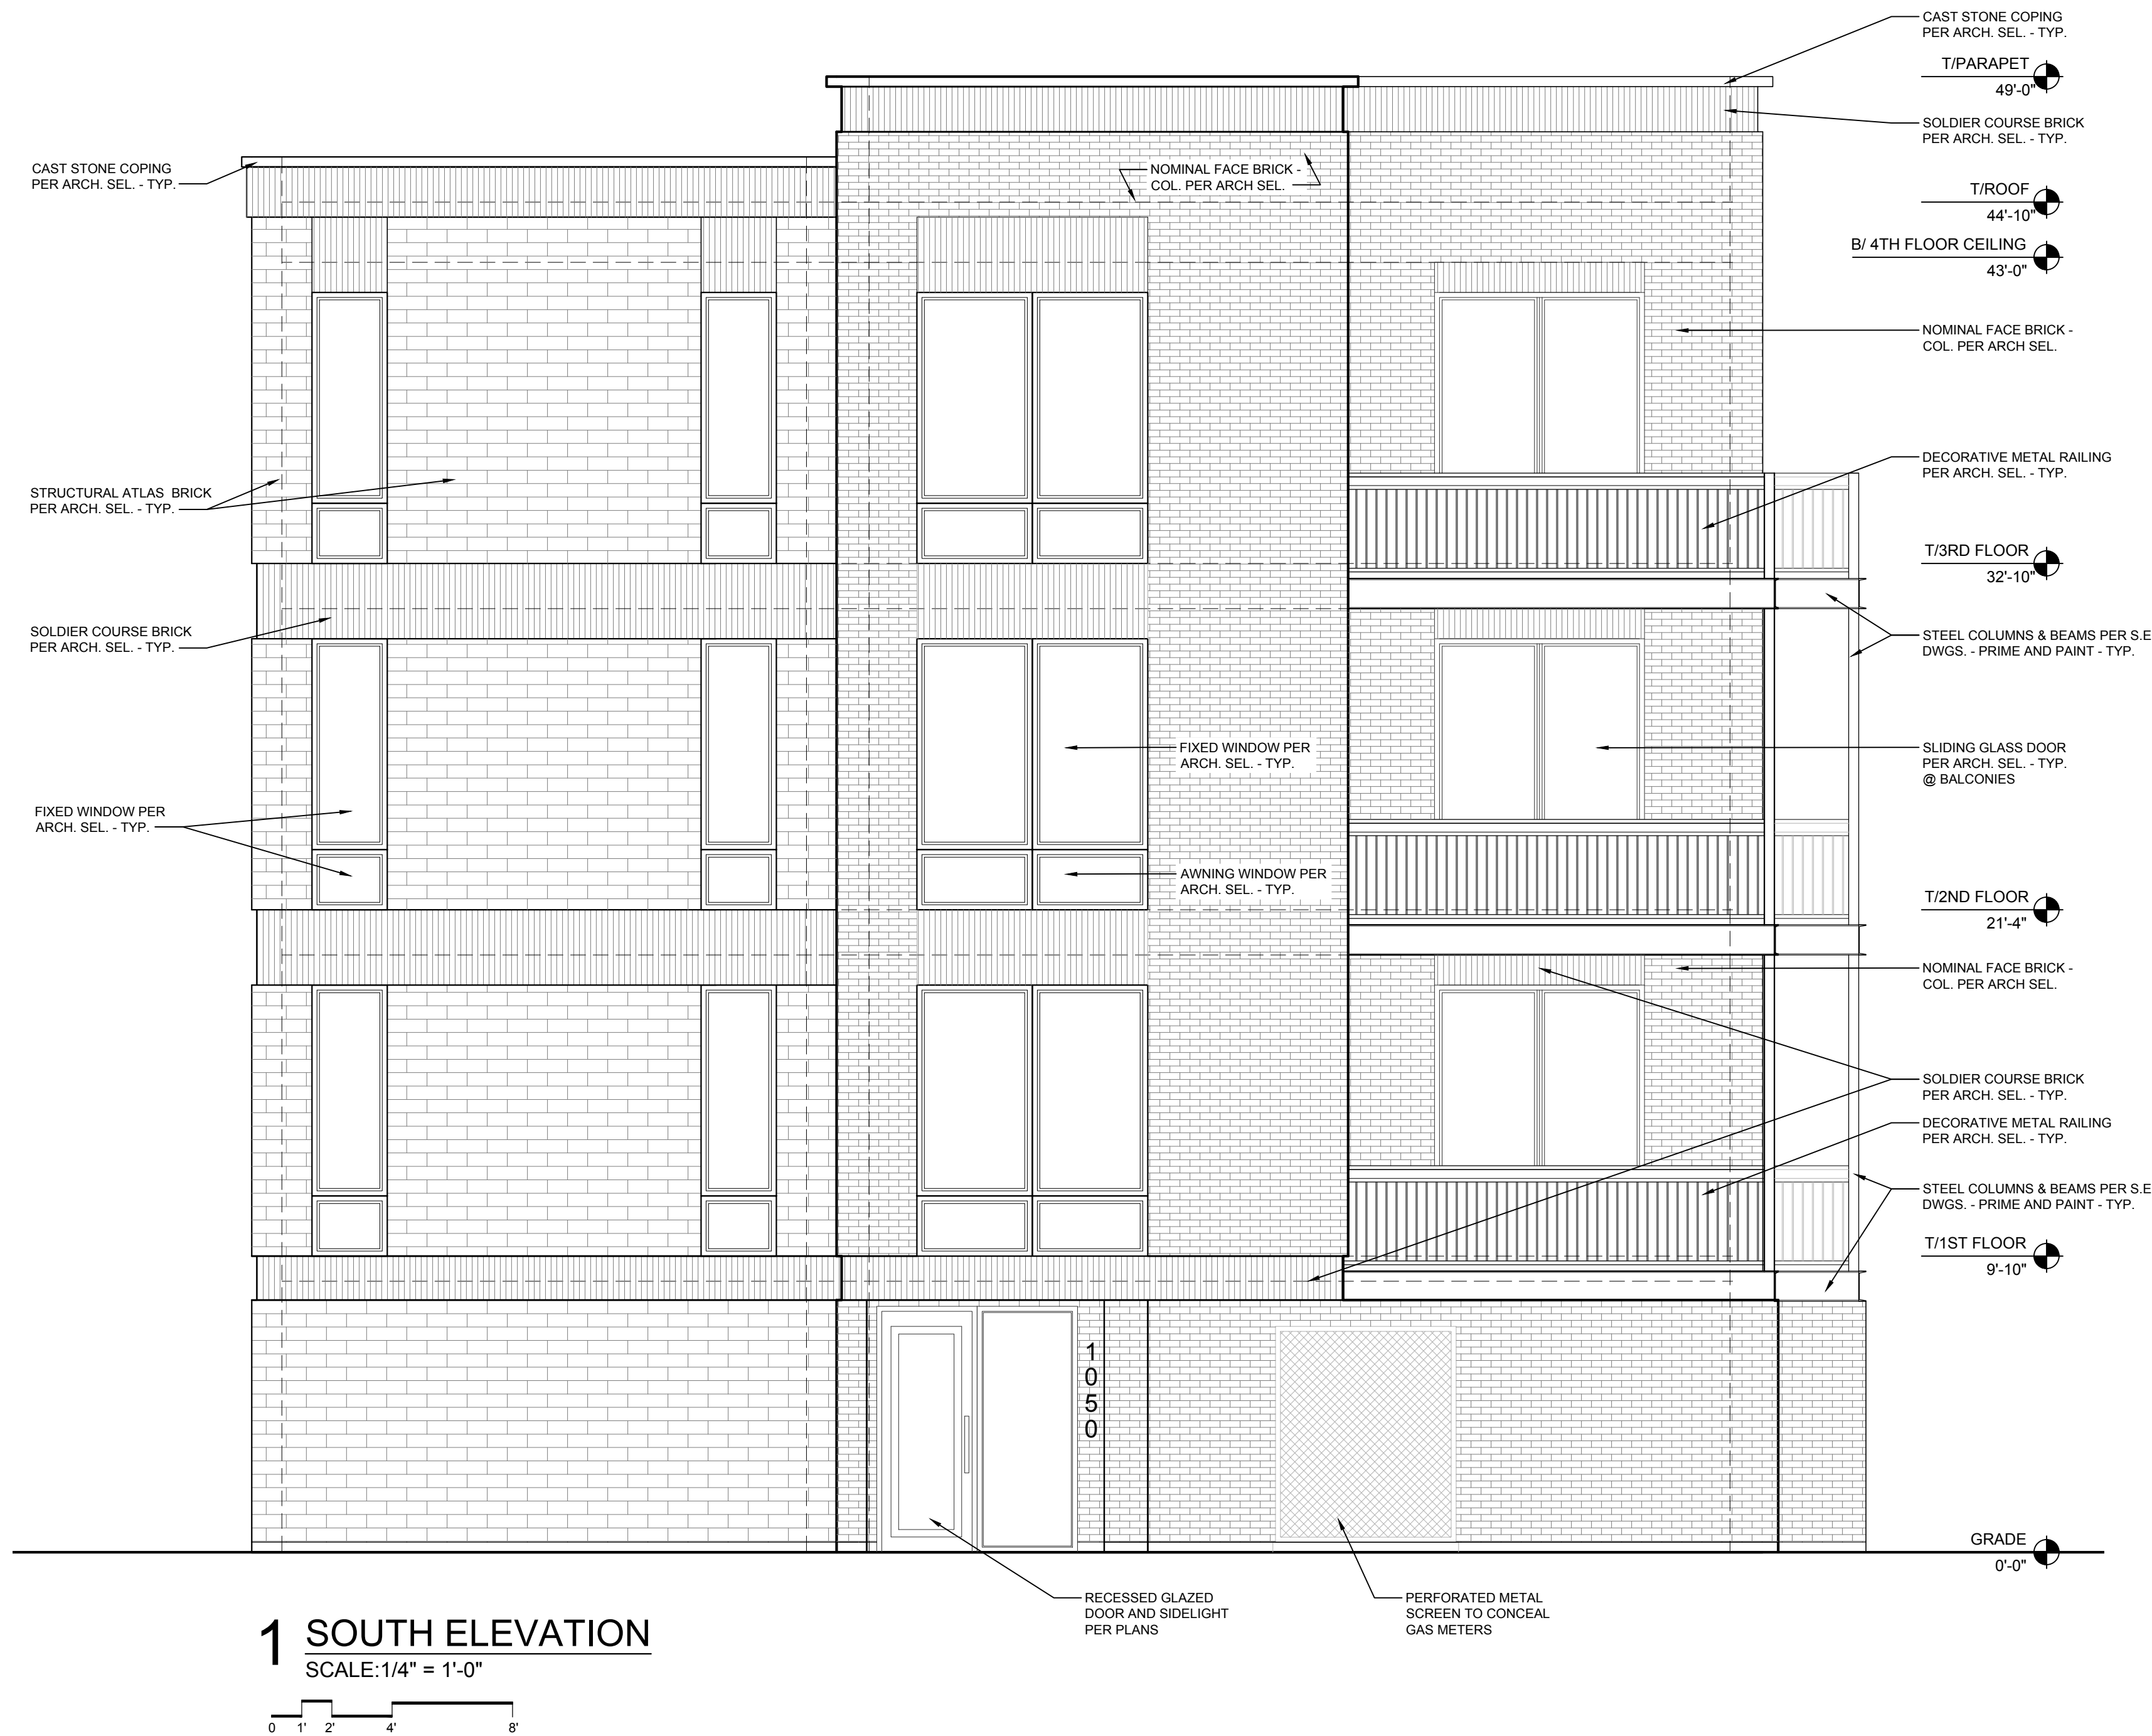 CAST STONE COPING
PER ARCH. SEL. - TYP.
T/PARAPET
49'-0"
SOLDIER COURSE BRICK
PER ARCH. SEL. - TYP.
CAST STONE COPING
PER ARCH. SEL. - TYP.
NOMINAL FACE BRICK -
COL. PER ARCH SEL.
T/ROOF
44'-10"
B/ 4TH FLOOR CEILING
43'-0"
NOMINAL FACE BRICK -
COL. PER ARCH SEL.
DECORATIVE METAL RAILING
PER ARCH. SEL. - TYP.
STRUCTURAL ATLAS BRICK
PER ARCH. SEL. - TYP.
T/3RD FLOOR
32'-10"
SOLDIER COURSE BRICK
PER ARCH. SEL. - TYP.
STEEL COLUMNS & BEAMS PER S.E
DWGS. - PRIME AND PAINT - TYP.
FIXED WINDOW PER
ARCH. SEL. - TYP.
SLIDING GLASS DOOR
PER ARCH. SEL. - TYP.
@ BALCONIES
FIXED WINDOW PER
ARCH. SEL. - TYP.
AWNING WINDOW PER
ARCH. SEL. - TYP.
T/2ND FLOOR
21'-4"
NOMINAL FACE BRICK -
COL. PER ARCH SEL.
SOLDIER COURSE BRICK
PER ARCH. SEL. - TYP.
DECORATIVE METAL RAILING
PER ARCH. SEL. - TYP.
STEEL COLUMNS & BEAMS PER S.E
DWGS. - PRIME AND PAINT - TYP.
T/1ST FLOOR
9'-10"
1
0
5
0
GRADE
0'-0"
RECESSED GLAZED
DOOR AND SIDELIGHT
PER PLANS
PERFORATED METAL
SCREEN TO CONCEAL
GAS METERS
1 SOUTH ELEVATION
SCALE:1/4" = 1'-0"
0 1' 2' 4' 8'